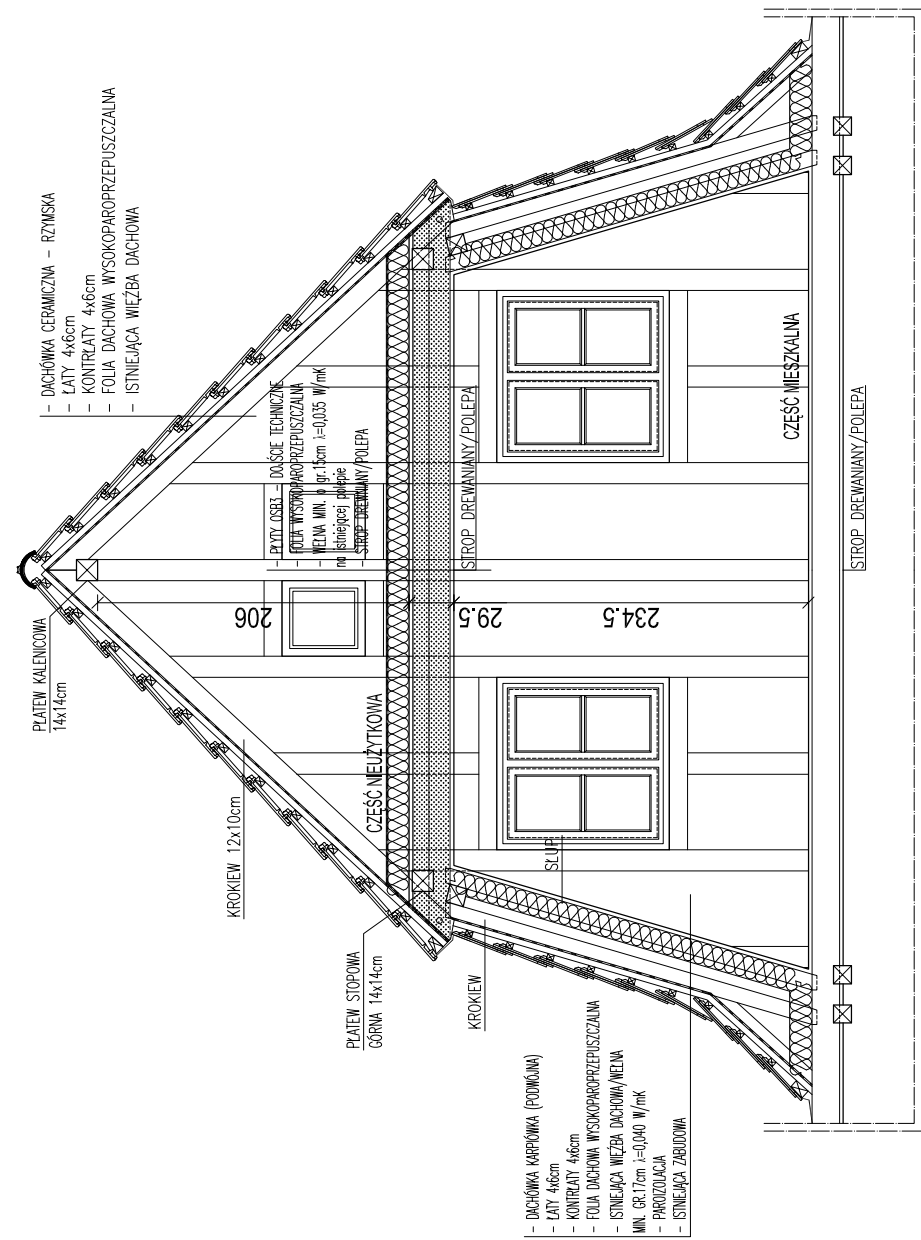 - DACHÓWKA CERAMICZNA - RZYMSKA
- ŁATY 4x6cm
- KONTRŁATY 4x6cm
- FOLIA DACHOWA WYSOKOPAROPRZEPUSZCZALNA
- ISTNIEJĄCA WIĘŹBA DACHOWA
PŁATEW KALENICOWA
14x14cm
KROKIEW 12x10cm
- PŁYTY OSB3 - DOJŚCIE TECHNICZNE
- FOLIA WYSOKOPAROPRZEPUSZCZALNA
- WEŁNA MIN. o gr.15cm λ=0,035 W/mK
na istniejącej polepie
- STROP DREWNIANY/POLEPA
206
CZĘŚĆ NIEUŻYTKOWA
PŁATEW STOPOWA
GÓRNA 14x14cm
STROP DREWANIANY/POLEPA
29.5
KROKIEW
SŁUP
234.5
- DACHÓWKA KARPIÓWKA (PODWÓJNA)
- ŁATY 4x6cm
- KONTRŁATY 4x6cm
- FOLIA DACHOWA WYSOKOPAROPRZEPUSZCZALNA
- ISTNIEJĄCA WIĘŹBA DACHOWA/WEŁNA
MIN. GR.17cm λ=0,040 W/mK
- PAROIZOLACJA
- ISTNIEJĄCA ZABUDOWA
CZĘŚĆ MIESZKALNA
STROP DREWANIANY/POLEPA